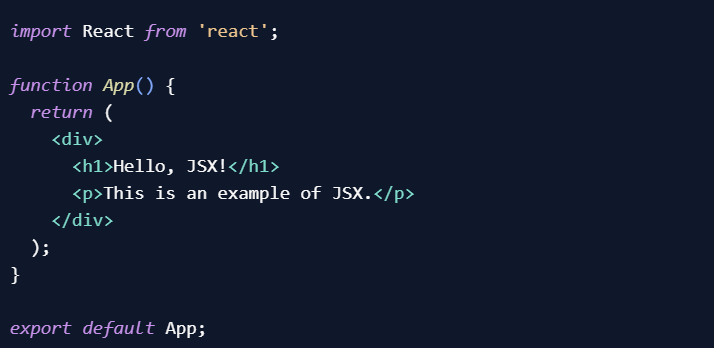 import React from 'react';

function App() {
  return (
    <div>
      <h1>Hello, JSX!</h1>
      <p>This is an example of JSX.</p>
    </div>
  );
}

export default App;